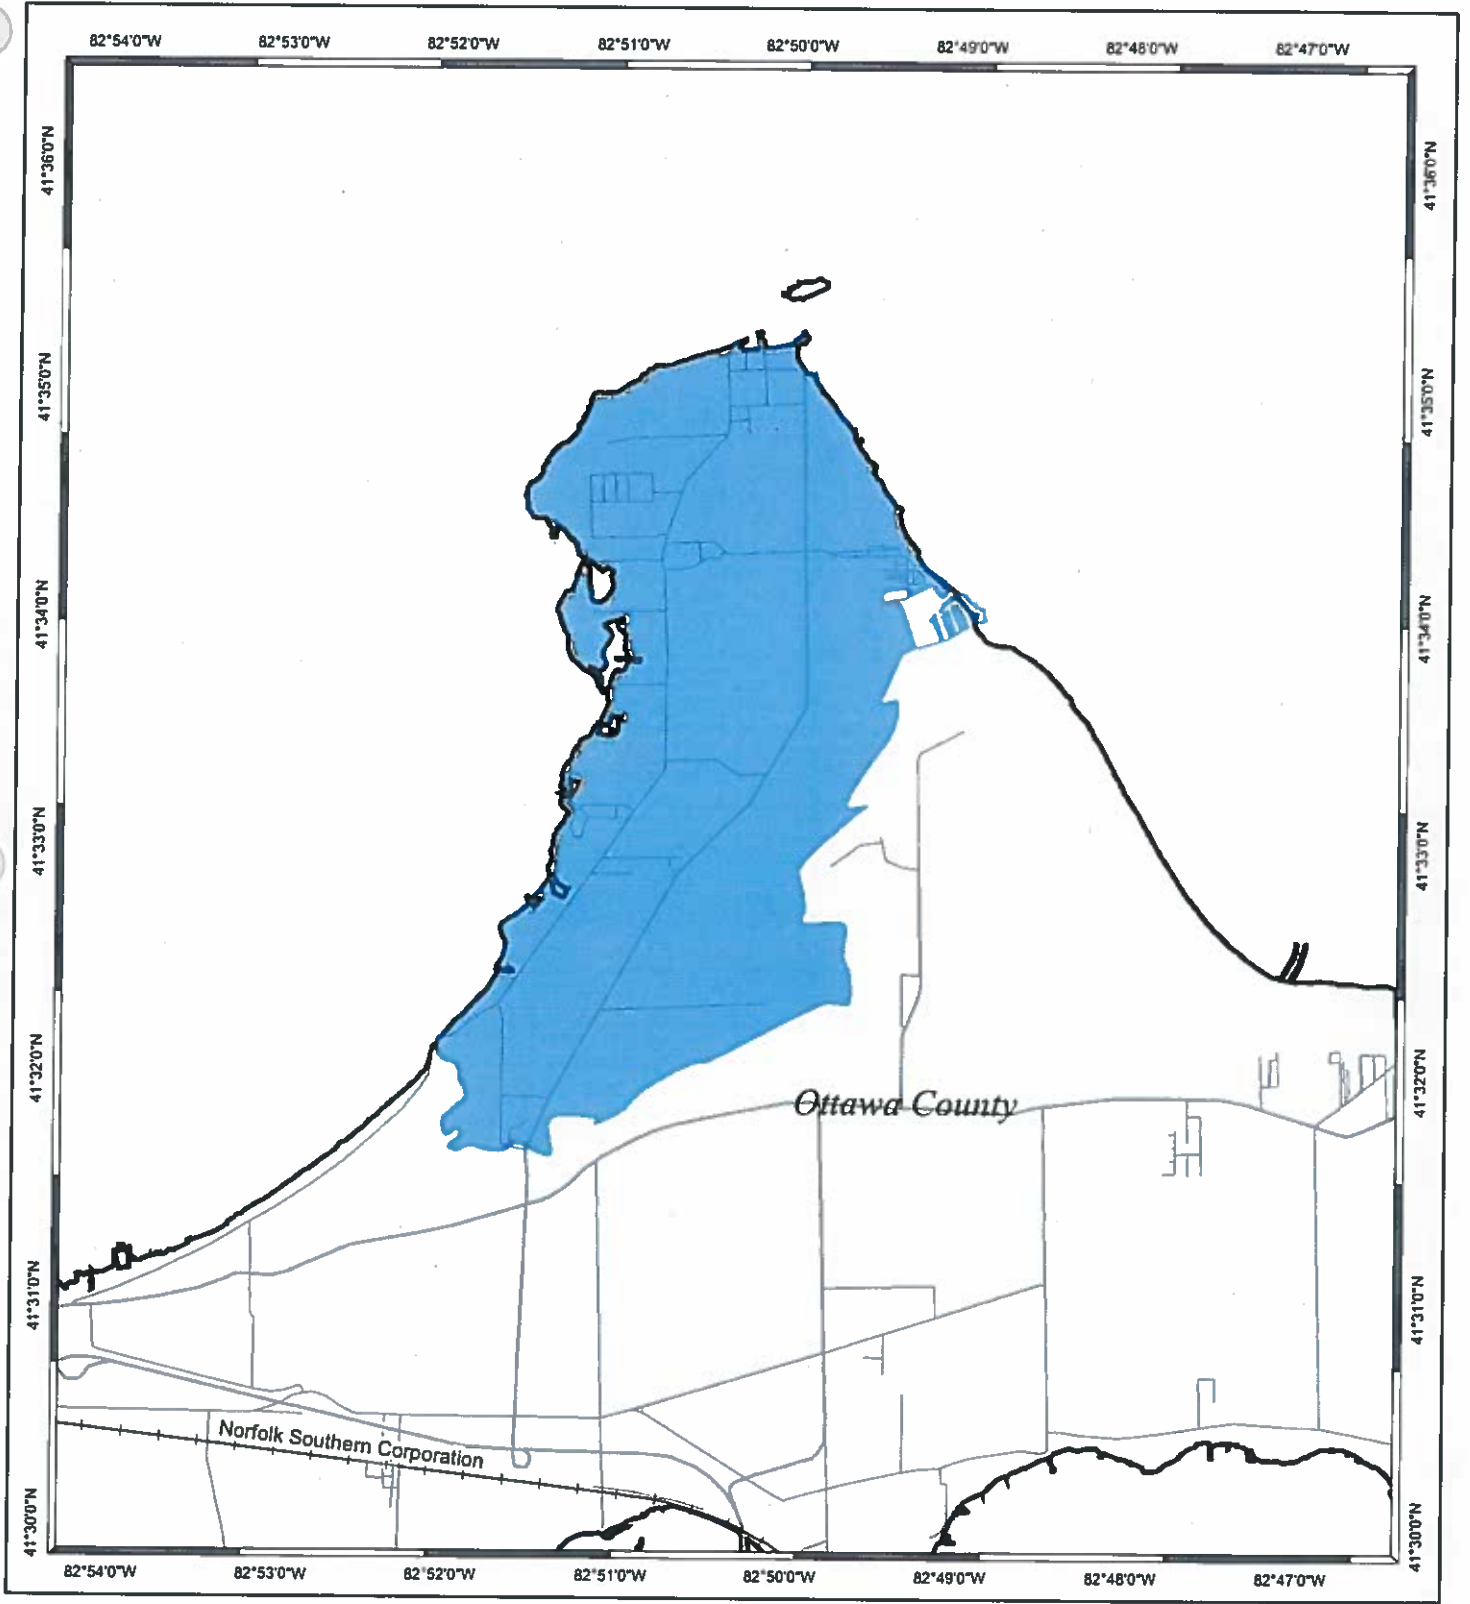 82°54'0"W 82°53'0"W 82°52'0"W 82°51'0"W 82°50'0"W 82°49'0"W 82°48'0"W 82°47'0"W
41°36'0"N 41°36'0"N
41°35'0"N 41°35'0"N
41°34'0"N 41°34'0"N
41°33'0"N 41°33'0"N
41°32'0"N 41°32'0"N
Ottawa County
41°31'0"N 41°31'0"N
Norfolk Southern Corporation
41°30'0"N 41°30'0"N
82°54'0"W 82°53'0"W 82°52'0"W 82°51'0"W 82°50'0"W 82°49'0"W 82°48'0"W 82°47'0"W